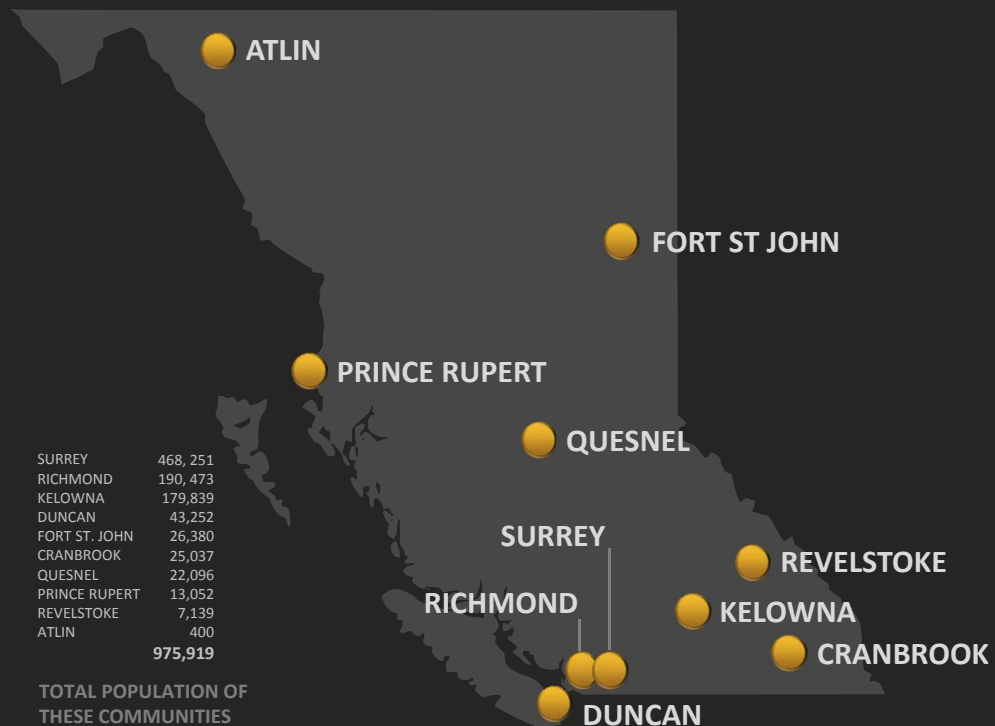 ATLIN
FORT ST JOHN
PRINCE RUPERT
QUESNEL
SURREY
REVELSTOKE
RICHMOND
KELOWNA
CRANBROOK
DUNCAN
SURREY 468, 251
RICHMOND 190, 473
KELOWNA 179,839
DUNCAN 43,252
FORT ST. JOHN 26,380
CRANBROOK 25,037
QUESNEL 22,096
PRINCE RUPERT 13,052
REVELSTOKE 7,139
ATLIN 400
975,919
TOTAL POPULATION OF
THESE COMMUNITIES